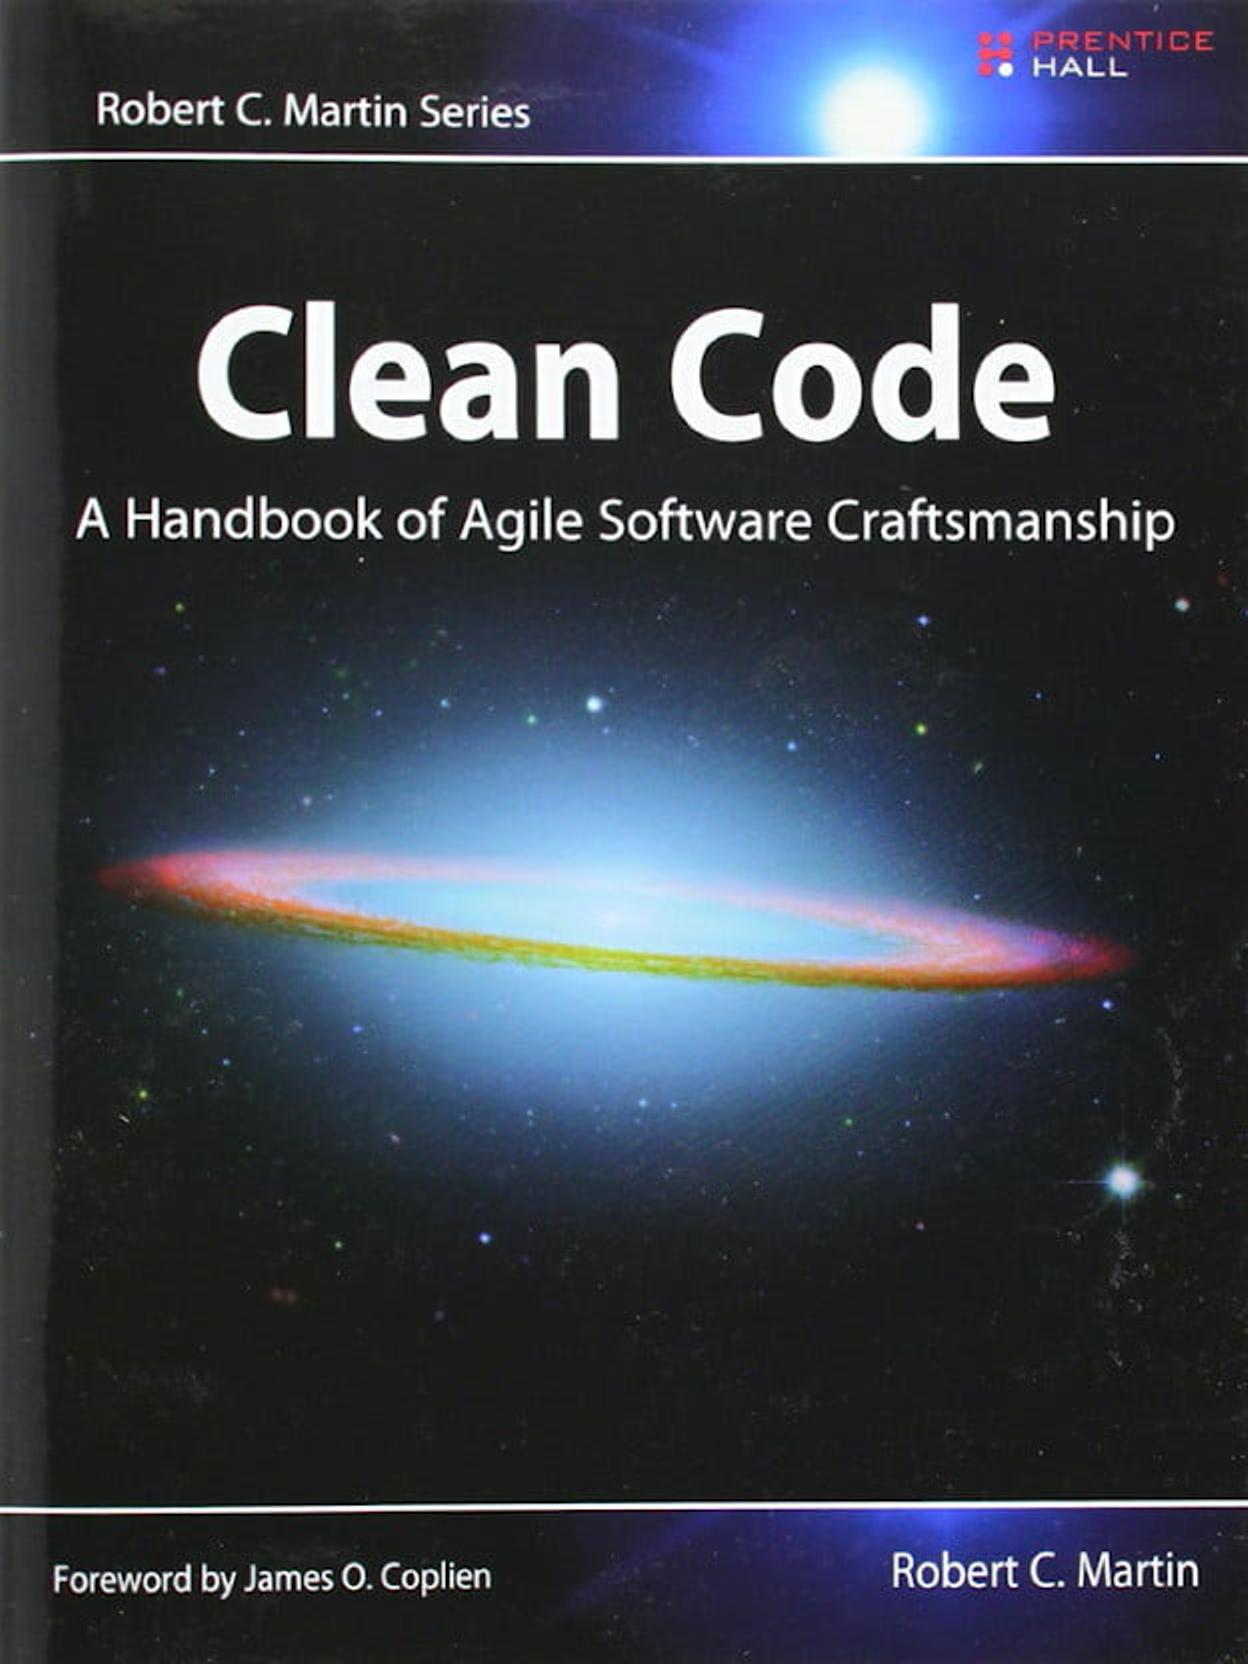 PRENTICE
HALL
Robert C. Martin Series
Clean Code
A Handbook of Agile Software Craftsmanship
Foreword by James O. Coplien
Robert C. Martin